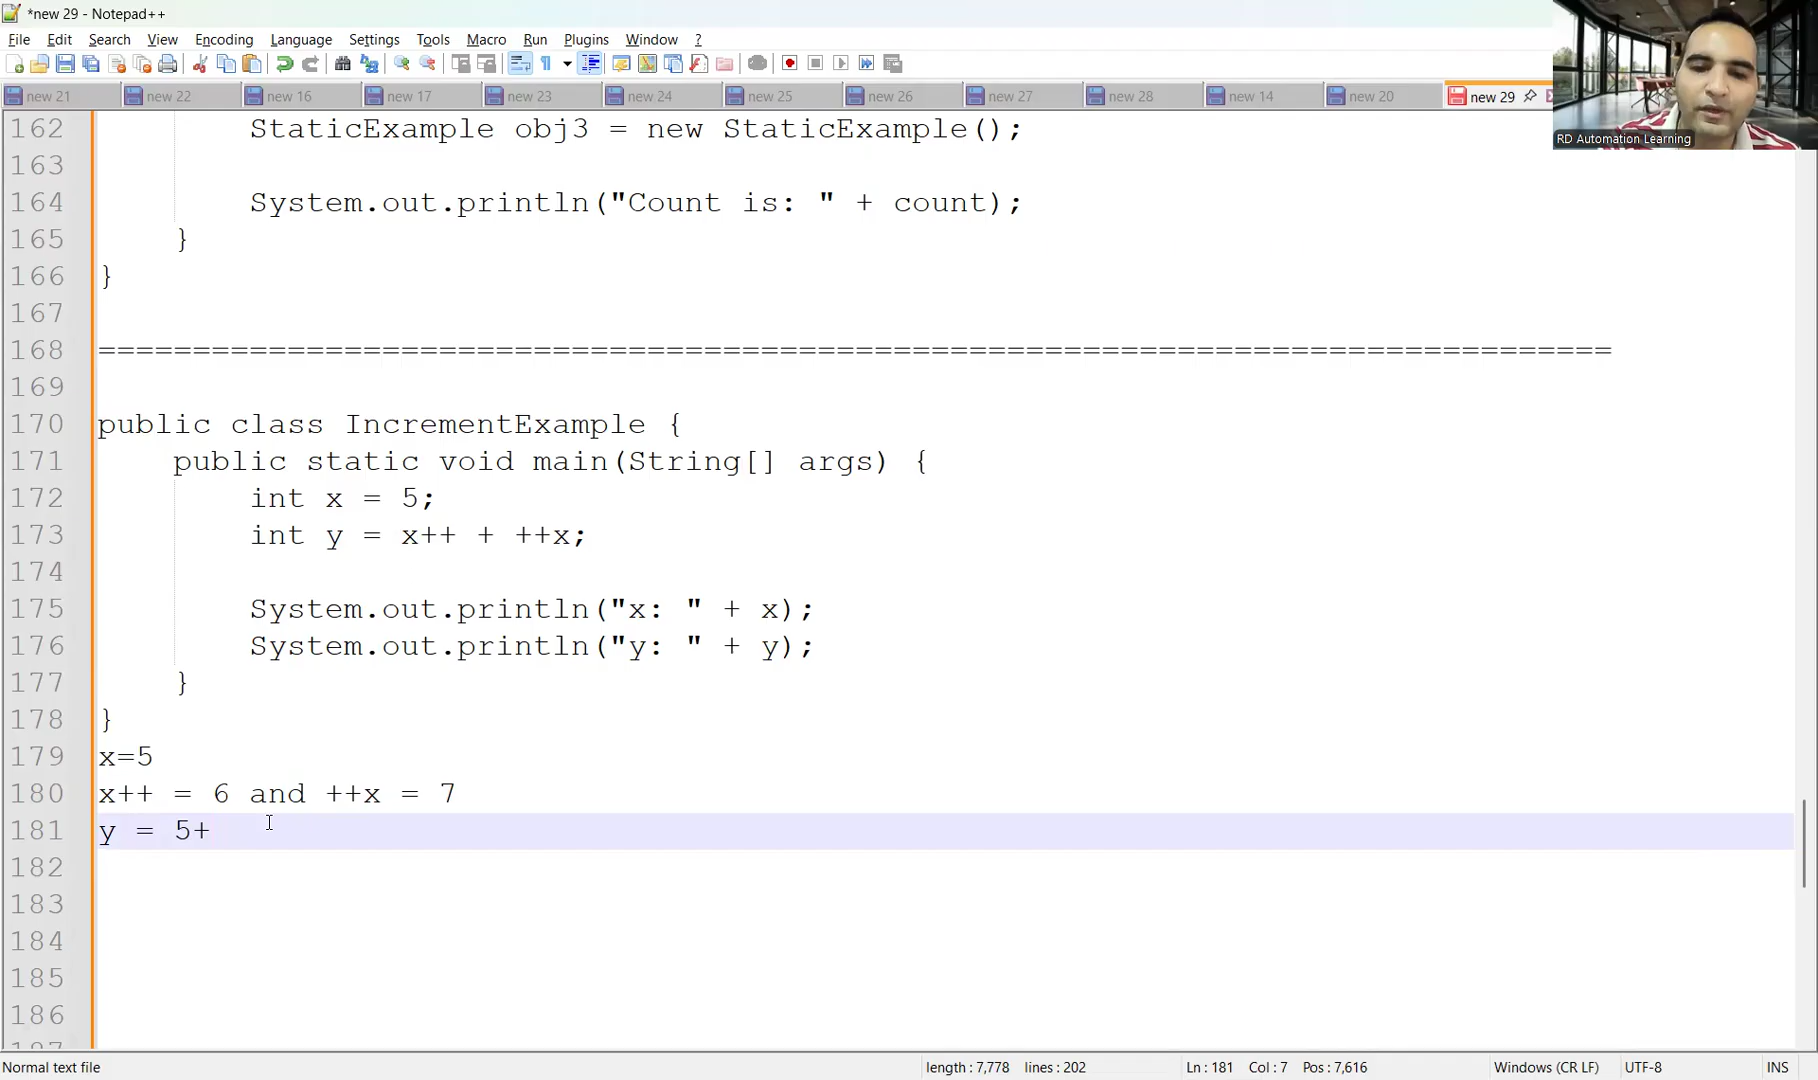 *new 29 - Notepad++
File Edit Search View Encoding Language Settings Tools Macro Run Plugins Window ?
new 21 new 22 new 16 new 17 new 23 new 24 new 25 new 26 new 27 new 28 new 14 new 20 new 29
RD Automation Learning
162 StaticExample obj3 = new StaticExample();
163
164 System.out.println("Count is: " + count);
165 }
166 }
167
168 ================================================================================
169
170 public class IncrementExample {
171 public static void main(String[] args) {
172 int x = 5;
173 int y = x++ + ++x;
174
175 System.out.println("x: " + x);
176 System.out.println("y: " + y);
177 }
178 }
179 x=5
180 x++ = 6 and ++x = 7
181 y = 5+
182
183
184
185
186
Normal text file length : 7,778 lines : 202 Ln : 181 Col : 7 Pos : 7,616 Windows (CR LF) UTF-8 INS